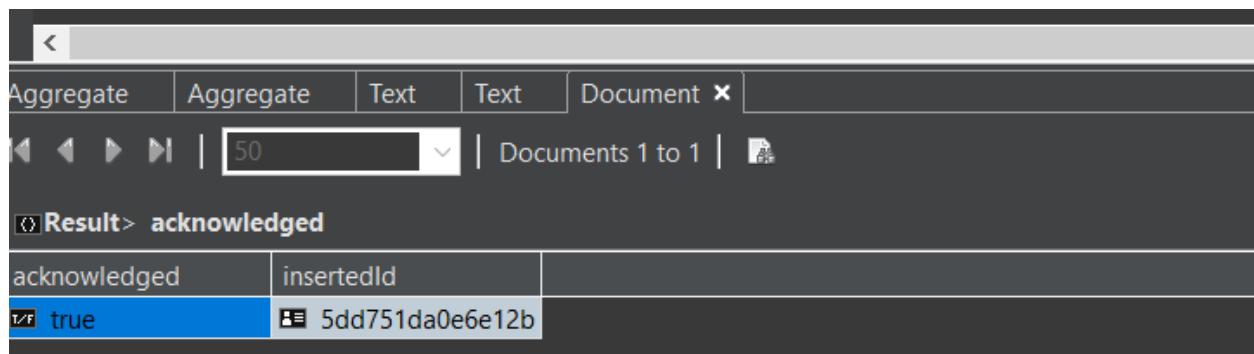 Aggregate Aggregate Text Text Document ×
50 Documents 1 to 1
Result> acknowledged
acknowledged insertedId
T/F true 5dd751da0e6e12b